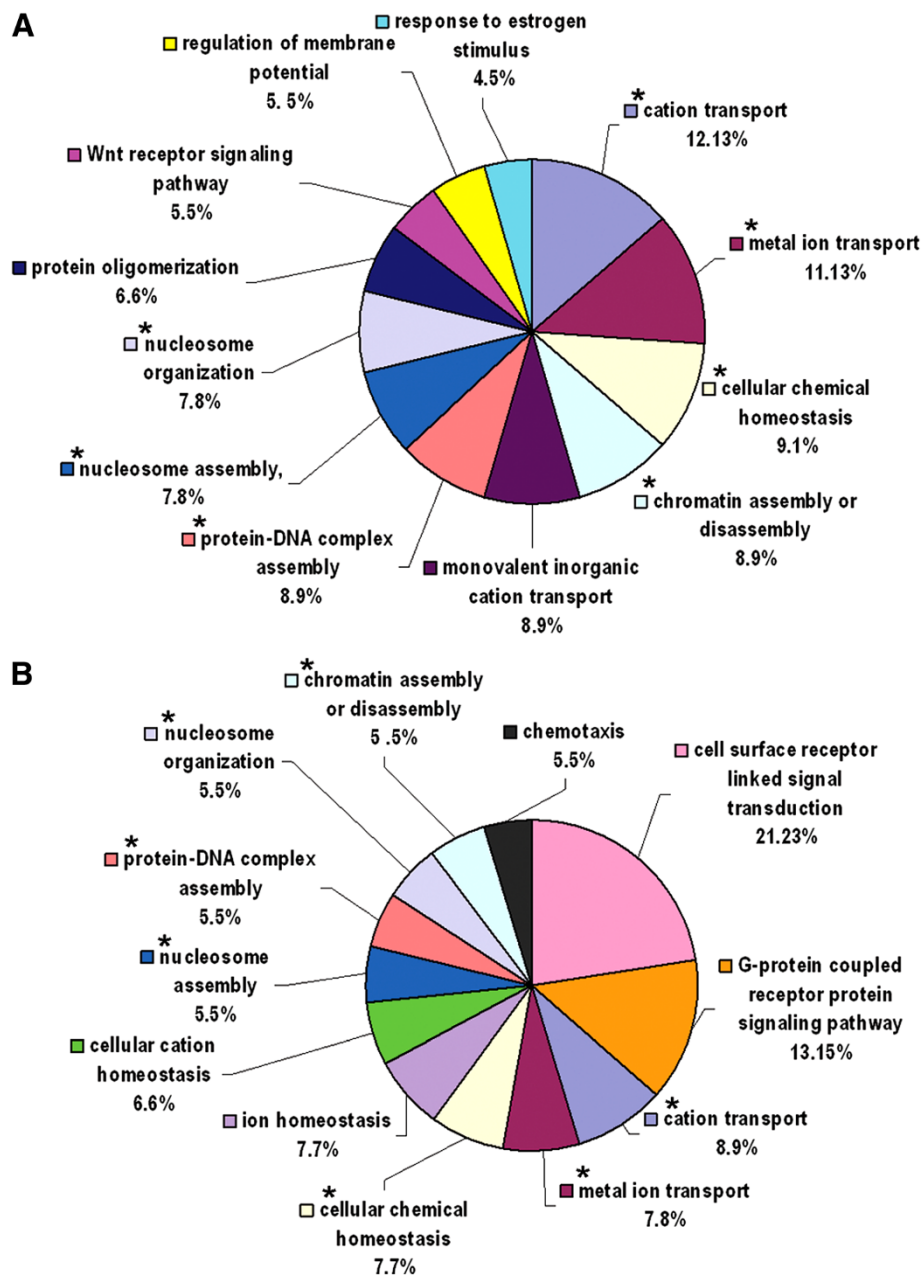 A
response to estrogen
stimulus
4.5%
regulation of membrane
potential
5. 5%
* cation transport
12.13%
Wnt receptor signaling
pathway
5.5%
* metal ion transport
11.13%
protein oligomerization
6.6%
* nucleosome
organization
7.8%
* cellular chemical
homeostasis
9.1%
* nucleosome assembly,
7.8%
* chromatin assembly or
disassembly
8.9%
* protein-DNA complex
assembly
8.9%
monovalent inorganic
cation transport
8.9%
B
* chromatin assembly
or disassembly
5 .5%
* nucleosome
organization
5.5%
chemotaxis
5.5%
cell surface receptor
linked signal
transduction
21.23%
* protein-DNA complex
assembly
5.5%
* nucleosome
assembly
5.5%
G-protein coupled
receptor protein
signaling pathway
13.15%
cellular cation
homeostasis
6.6%
ion homeostasis
7.7%
* cation transport
8.9%
* metal ion transport
7.8%
* cellular chemical
homeostasis
7.7%